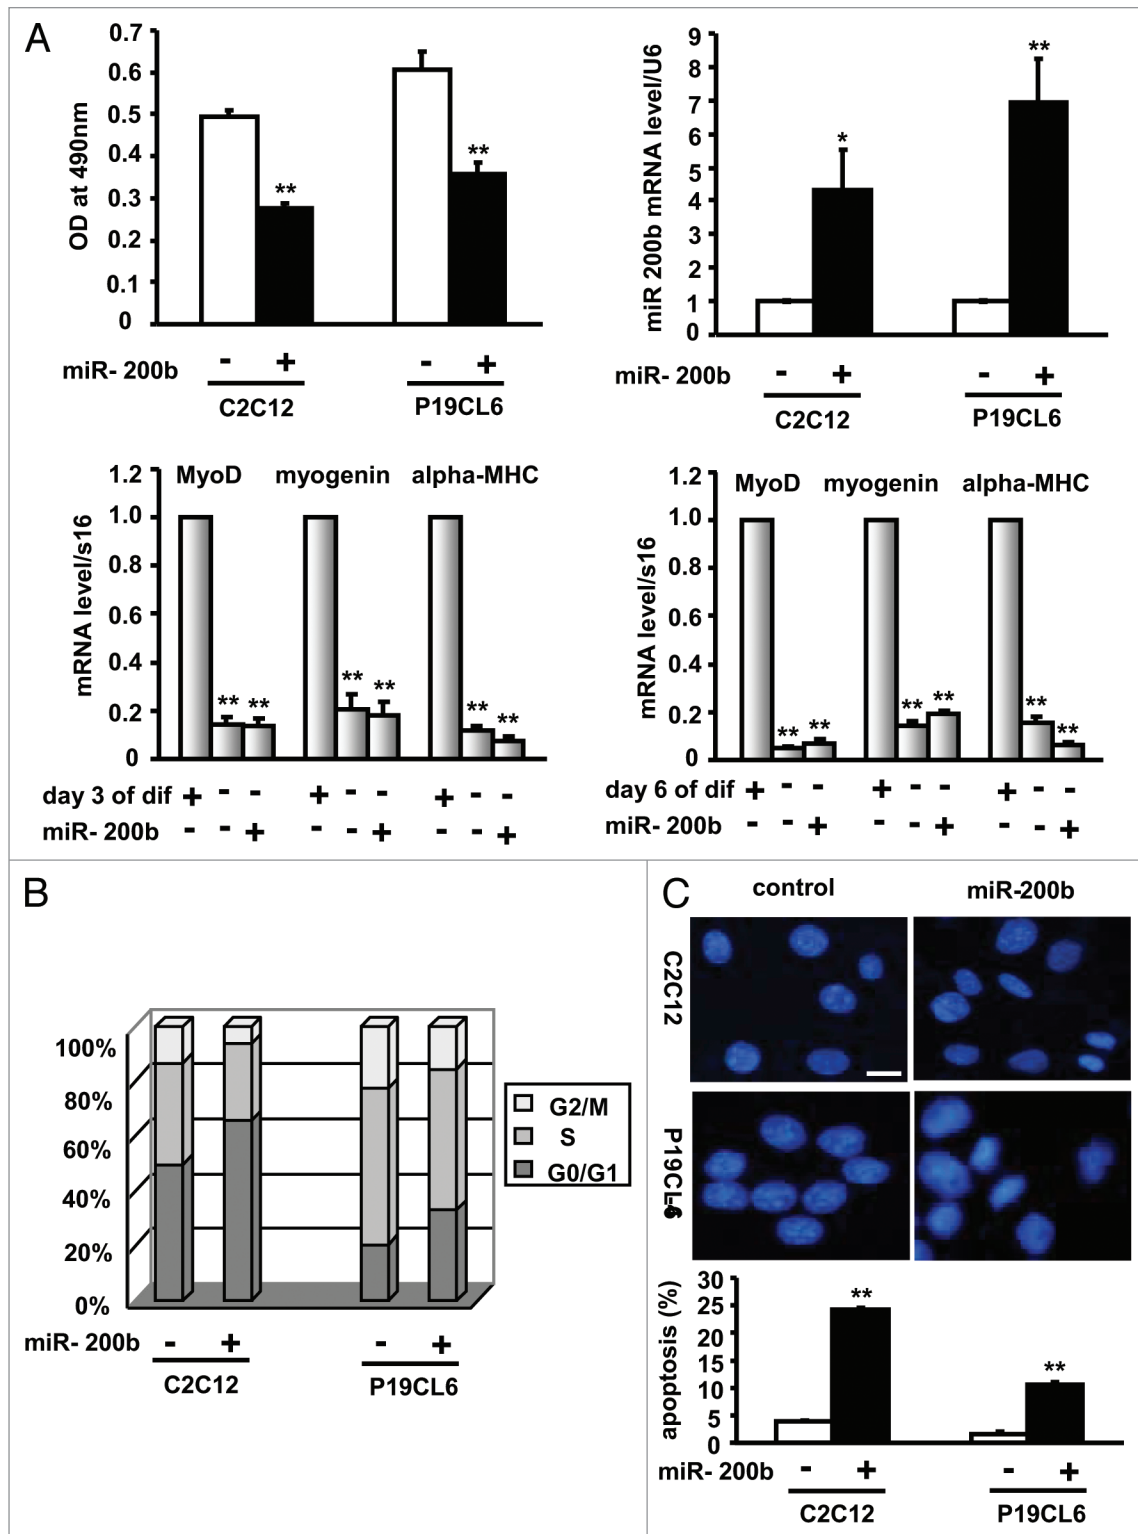 A
0.7
0.6
0.5
0.4
0.3
0.2
0.1
0
OD at 490nm
** **
miR- 200b - + - +
C2C12 P19CL6
9
8
7
6
5
4
3
2
1
0
miR 200b mRNA level/U6
* **
miR- 200b - + - +
C2C12 P19CL6
1.2
1.0
0.8
0.6
0.4
0.2
0
mRNA level/s16
MyoD myogenin alpha-MHC
** ** ** ** ** **
day 3 of dif + - - + - - + - -
miR- 200b - - + - - + - - +
1.2
1.0
0.8
0.6
0.4
0.2
0
mRNA level/s16
MyoD myogenin alpha-MHC
** ** ** ** ** **
day 6 of dif + - - + - - + - -
miR- 200b - - + - - + - - +
B
100%
80%
60%
40%
20%
0%
G2/M
S
G0/G1
miR- 200b - + - +
C2C12 P19CL6
C
control miR-200b
C2C12
P19CL-6
30
25
20
15
10
5
0
apoptosis (%)
** **
miR- 200b - + - +
C2C12 P19CL6